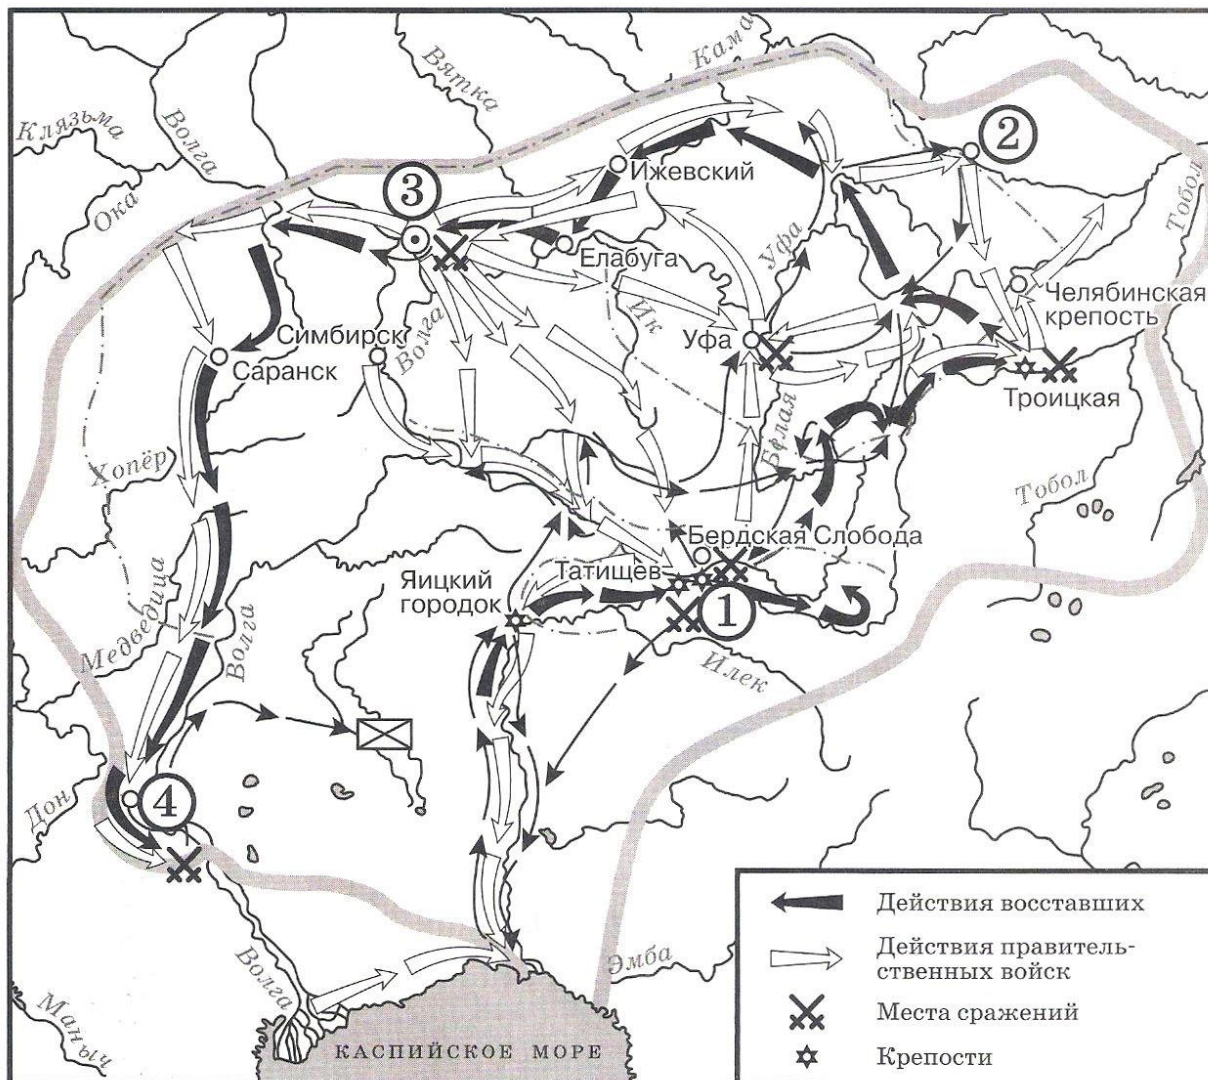 Кама
Вятка
Волга
Клязьма
Ока
2
Тобол
3
Ижевский
Уфа
Елабуга
Ик
Челябинская
крепость
Симбирск
Волга
Уфа
Саранск
Троицкая
Белая
Хопёр
Тобол
Бердская Слобода
Татищев
Яицкий
городок
1
Медведица
Волга
Илек
Дон
4
Действия восставших
Действия правитель-
ственных войск
Места сражений
Крепости
Эмба
Волга
Маныч
КАСПИЙСКОЕ МОРЕ